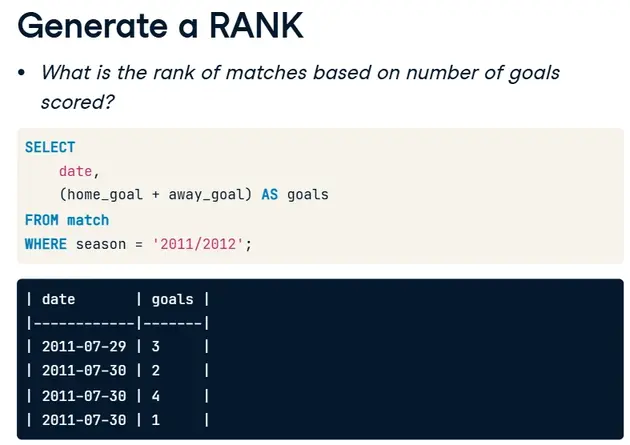 Generate a RANK
• What is the rank of matches based on number of goals
scored?
SELECT
    date,
    (home_goal + away_goal) AS goals
FROM match
WHERE season = '2011/2012';
| date       | goals |
|------------|-------|
| 2011-07-29 | 3     |
| 2011-07-30 | 2     |
| 2011-07-30 | 4     |
| 2011-07-30 | 1     |